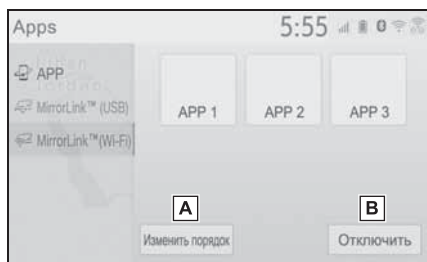 Apps 5:55
APP
MirrorLink™ (USB)
MirrorLink™(Wi-Fi)
APP 1 APP 2 APP 3
A B
Изменить порядок Отключить